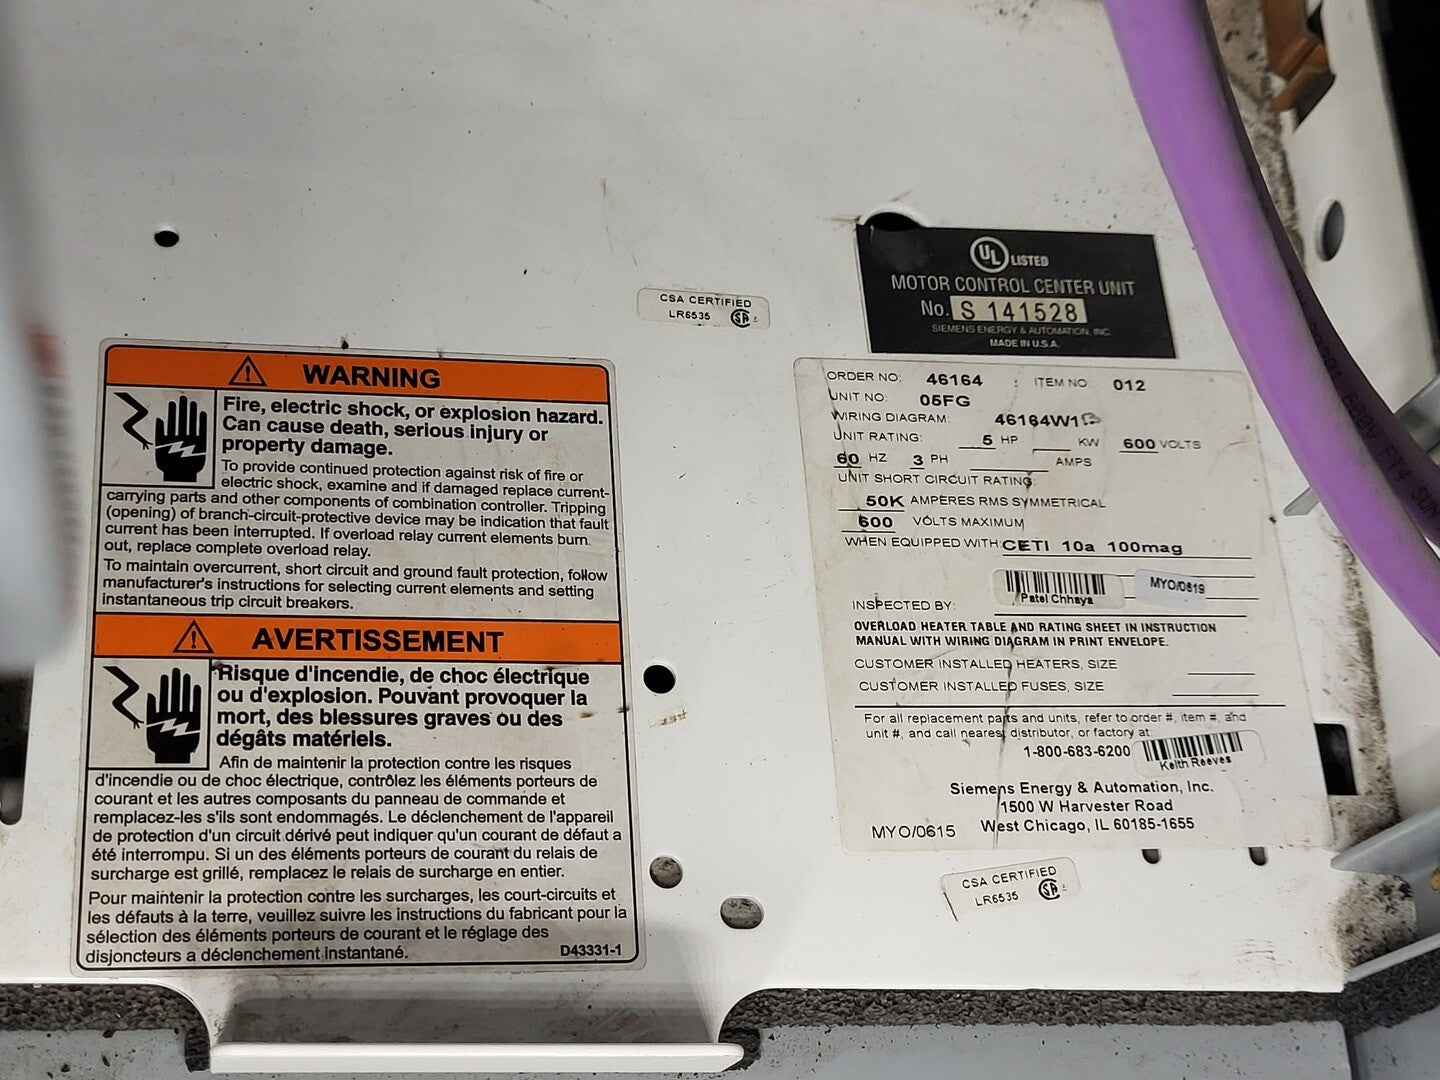 WARNING
Fire, electric shock, or explosion hazard.
Can cause death, serious injury or
property damage.
To provide continued protection against risk of fire or
electric shock, examine and if damaged replace current-
carrying parts and other components of combination controller. Tripping
(opening) of branch-circuit-protective device may be indication that fault
current has been interrupted. If overload relay current elements burn
out, replace complete overload relay.
To maintain overcurrent, short circuit and ground fault protection, follow
manufacturer's instructions for selecting current elements and setting
instantaneous trip circuit breakers.
AVERTISSEMENT
Risque d'incendie, de choc électrique
ou d'explosion. Pouvant provoquer la
mort, des blessures graves ou des
dégâts matériels.
Afin de maintenir la protection contre les risques
d'incendie ou de choc électrique, contrôlez les éléments porteurs de
courant et les autres composants du panneau de commande et
remplacez-les s'ils sont endommagés. Le déclenchement de l'appareil
de protection d'un circuit dérivé peut indiquer qu'un courant de défaut a
été interrompu. Si un des éléments porteurs de courant du relais de
surcharge est grillé, remplacez le relais de surcharge en entier.
Pour maintenir la protection contre les surcharges, les court-circuits et
les défauts à la terre, veuillez suivre les instructions du fabricant pour la
sélection des éléments porteurs de courant et le réglage des
disjoncteurs a déclenchement instantané.
D43331-1
CSA CERTIFIED
LR6535
UL LISTED
MOTOR CONTROL CENTER UNIT
No. S 141528
SIEMENS ENERGY & AUTOMATION, INC.
MADE IN U.S.A.
ORDER NO: 46164 ITEM NO: 012
UNIT NO: 05FG
WIRING DIAGRAM: 46164W13
UNIT RATING: 5 HP KW 600 VOLTS
60 HZ 3 PH AMPS
UNIT SHORT CIRCUIT RATING:
50K AMPERES RMS SYMMETRICAL
600 VOLTS MAXIMUM
WHEN EQUIPPED WITH: CETI 10a 100mag
Patel Chhaya
MYO/0619
INSPECTED BY:
OVERLOAD HEATER TABLE AND RATING SHEET IN INSTRUCTION
MANUAL WITH WIRING DIAGRAM IN PRINT ENVELOPE.
CUSTOMER INSTALLED HEATERS, SIZE
CUSTOMER INSTALLED FUSES, SIZE
For all replacement parts and units, refer to order #, item #, and
unit #, and call nearest distributor, or factory at:
1-800-683-6200
Keith Reeves
Siemens Energy & Automation, Inc.
1500 W Harvester Road
MYO/0615 West Chicago, IL 60185-1655
CSA CERTIFIED
LR6535
600V FT4 SUN